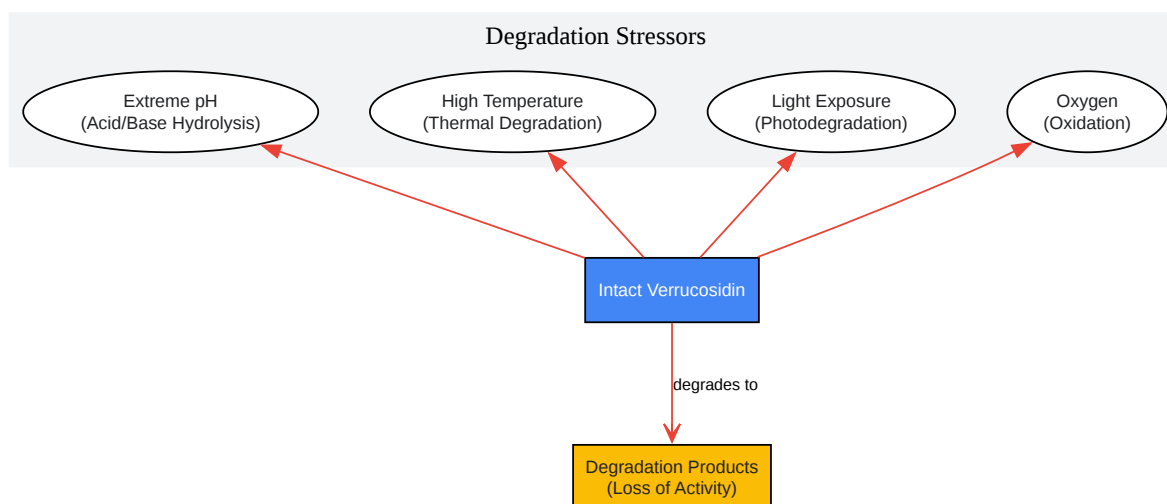 Degradation Stressors
Extreme pH
(Acid/Base Hydrolysis)
High Temperature
(Thermal Degradation)
Light Exposure
(Photodegradation)
Oxygen
(Oxidation)
Intact Verrucosidin
degrades to
Degradation Products
(Loss of Activity)